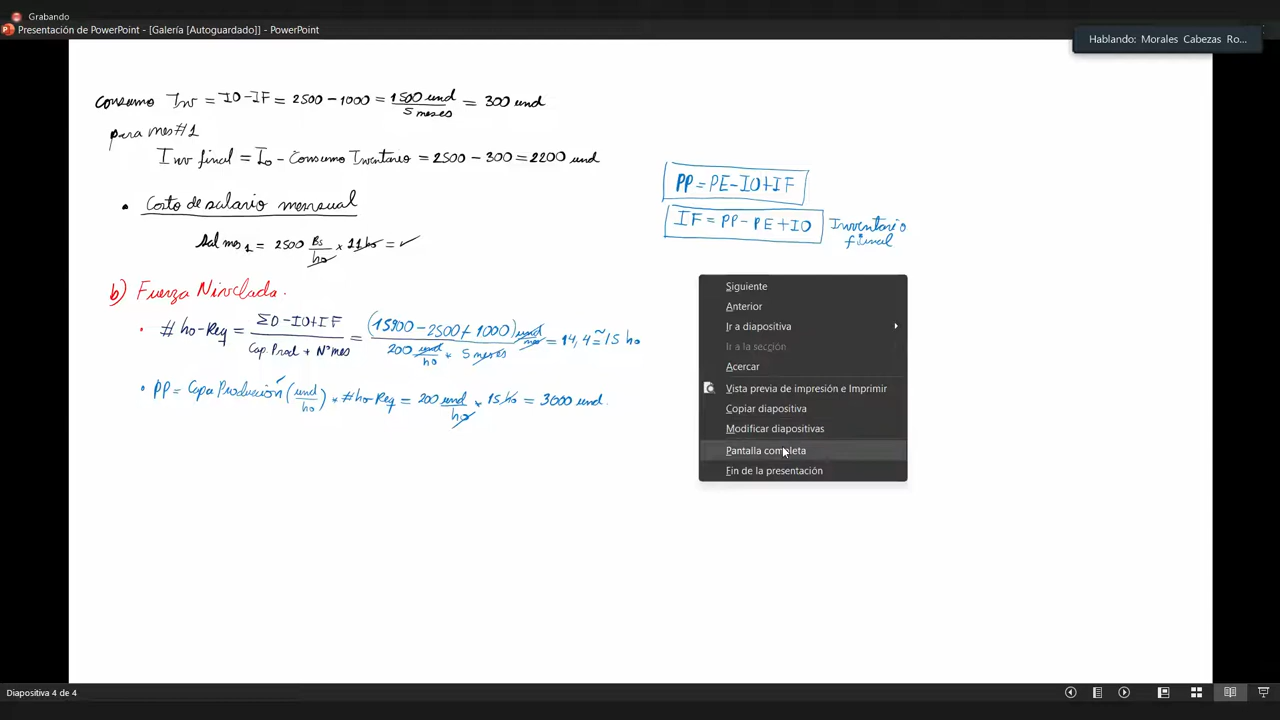 Grabando
Presentación de PowerPoint - [Galería [Autoguardado]] - PowerPoint
Hablando: Morales Cabezas Ro...
Consumo Inv = IO-IF = 2500 - 1000 = 1500 und / 5 meses = 300 und
para mes #1
Inv final = Io - Consumo Inventario = 2500 - 300 = 2200 und
• Costo de salario mensual
Sal mes 1 = 2500 Bs/ho x 11 ho = ✓
PP = PE-IO+IF
IF = PP - PE + IO Inventario final
b) Fuerza Nivelada.
• # ho-Req = ΣD-IO+IF / Cap. Prod + N° mes = (15900 - 2500 + 1000) und/mes / 200 und/ho * 5 meses = 14,4 ≅ 15 ho
• PP = Capa Producion (und/ho) * # ho-Req = 200 und/ho * 15 ho = 3000 und.
Siguiente
Anterior
Ir a diapositiva
Ir a la sección
Acercar
Vista previa de impresión e Imprimir
Copiar diapositiva
Modificar diapositivas
Pantalla completa
Fin de la presentación
Diapositiva 4 de 4